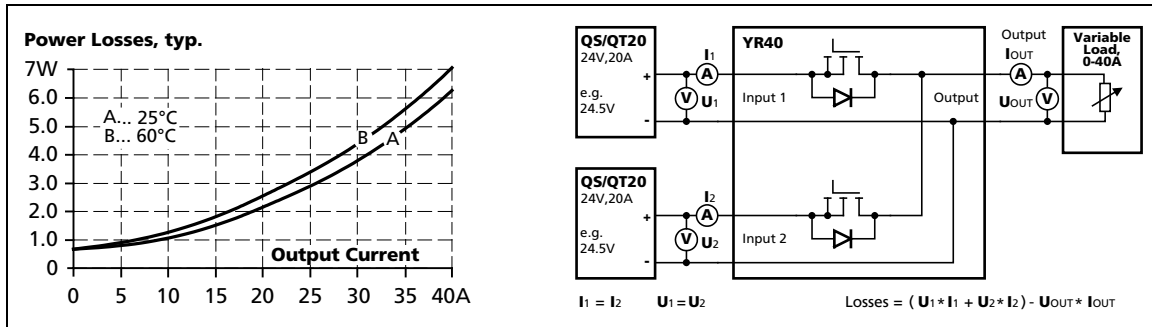 Power Losses, typ.
7W
6.0
5.0
4.0
3.0
2.0
1.0
0
A... 25°C
B... 60°C
B
A
Output Current
0 5 10 15 20 25 30 35 40A
QS/QT20
24V,20A
+
e.g.
24.5V
-
I1
A
V U1
YR40
Input 1
Output
Output
IOUT
A
UOUT V
Variable
Load,
0-40A
QS/QT20
24V,20A
+
e.g.
24.5V
-
I2
A
V U2
Input 2
I1 = I2 U1=U2
Losses = ( U1*I1 + U2*I2) - UOUT* IOUT